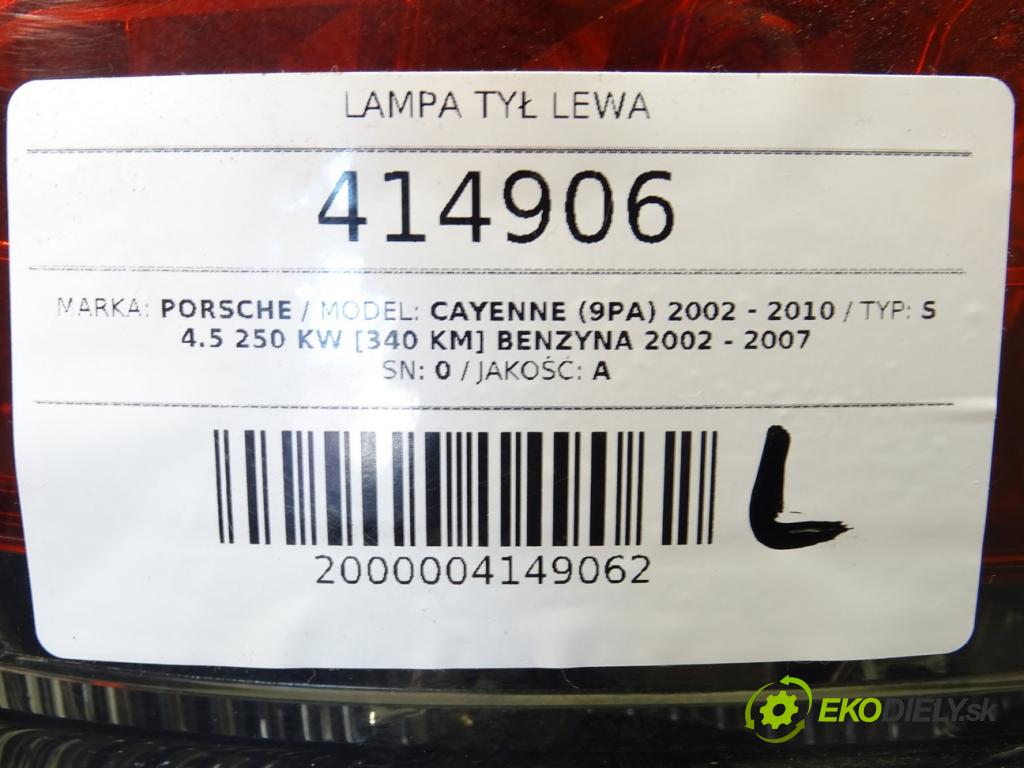 LAMPA TYŁ LEWA
414906
MARKA: PORSCHE / MODEL: CAYENNE (9PA) 2002 - 2010 / TYP: S
4.5 250 KW [340 KM] BENZYNA 2002 - 2007
SN: 0 / JAKOŚĆ: A
L
2000004149062
EKODIELY.sk